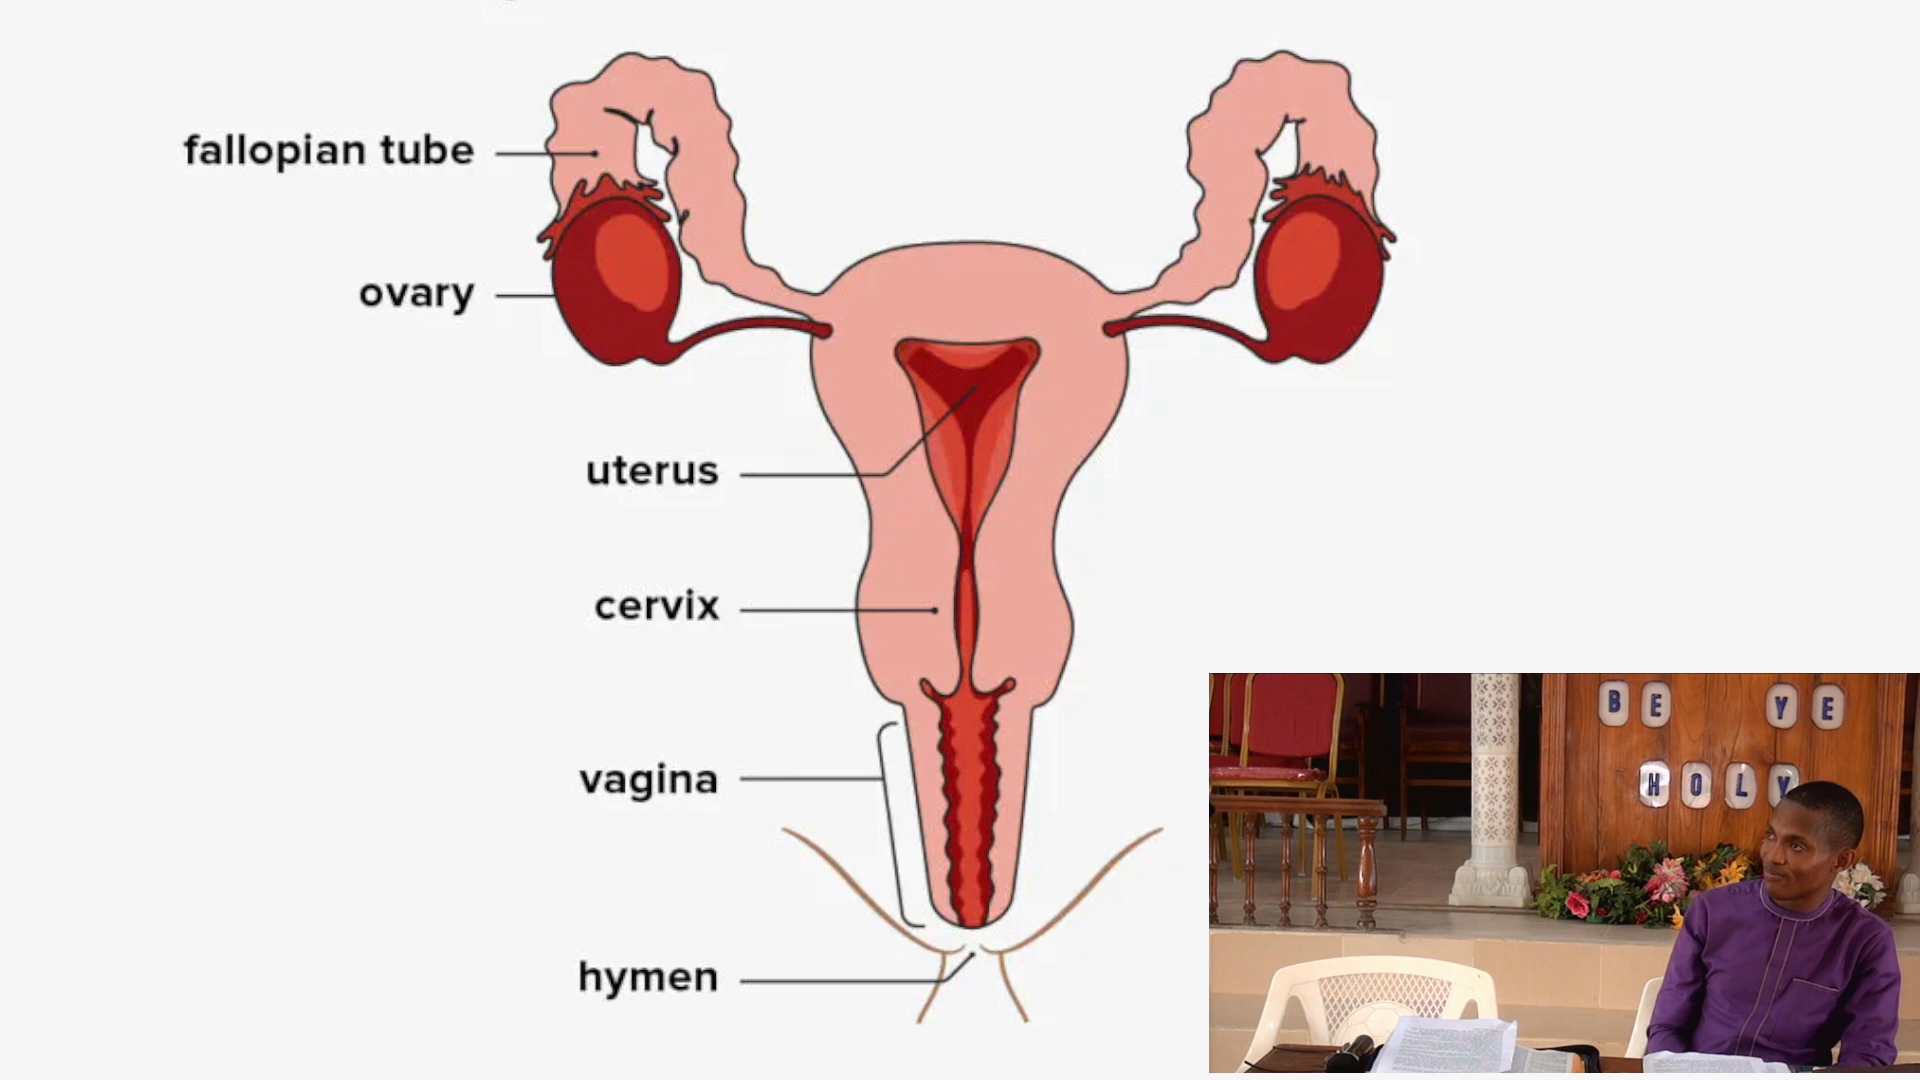 fallopian tube
ovary
uterus
cervix
vagina
hymen
BE YE
HOLY